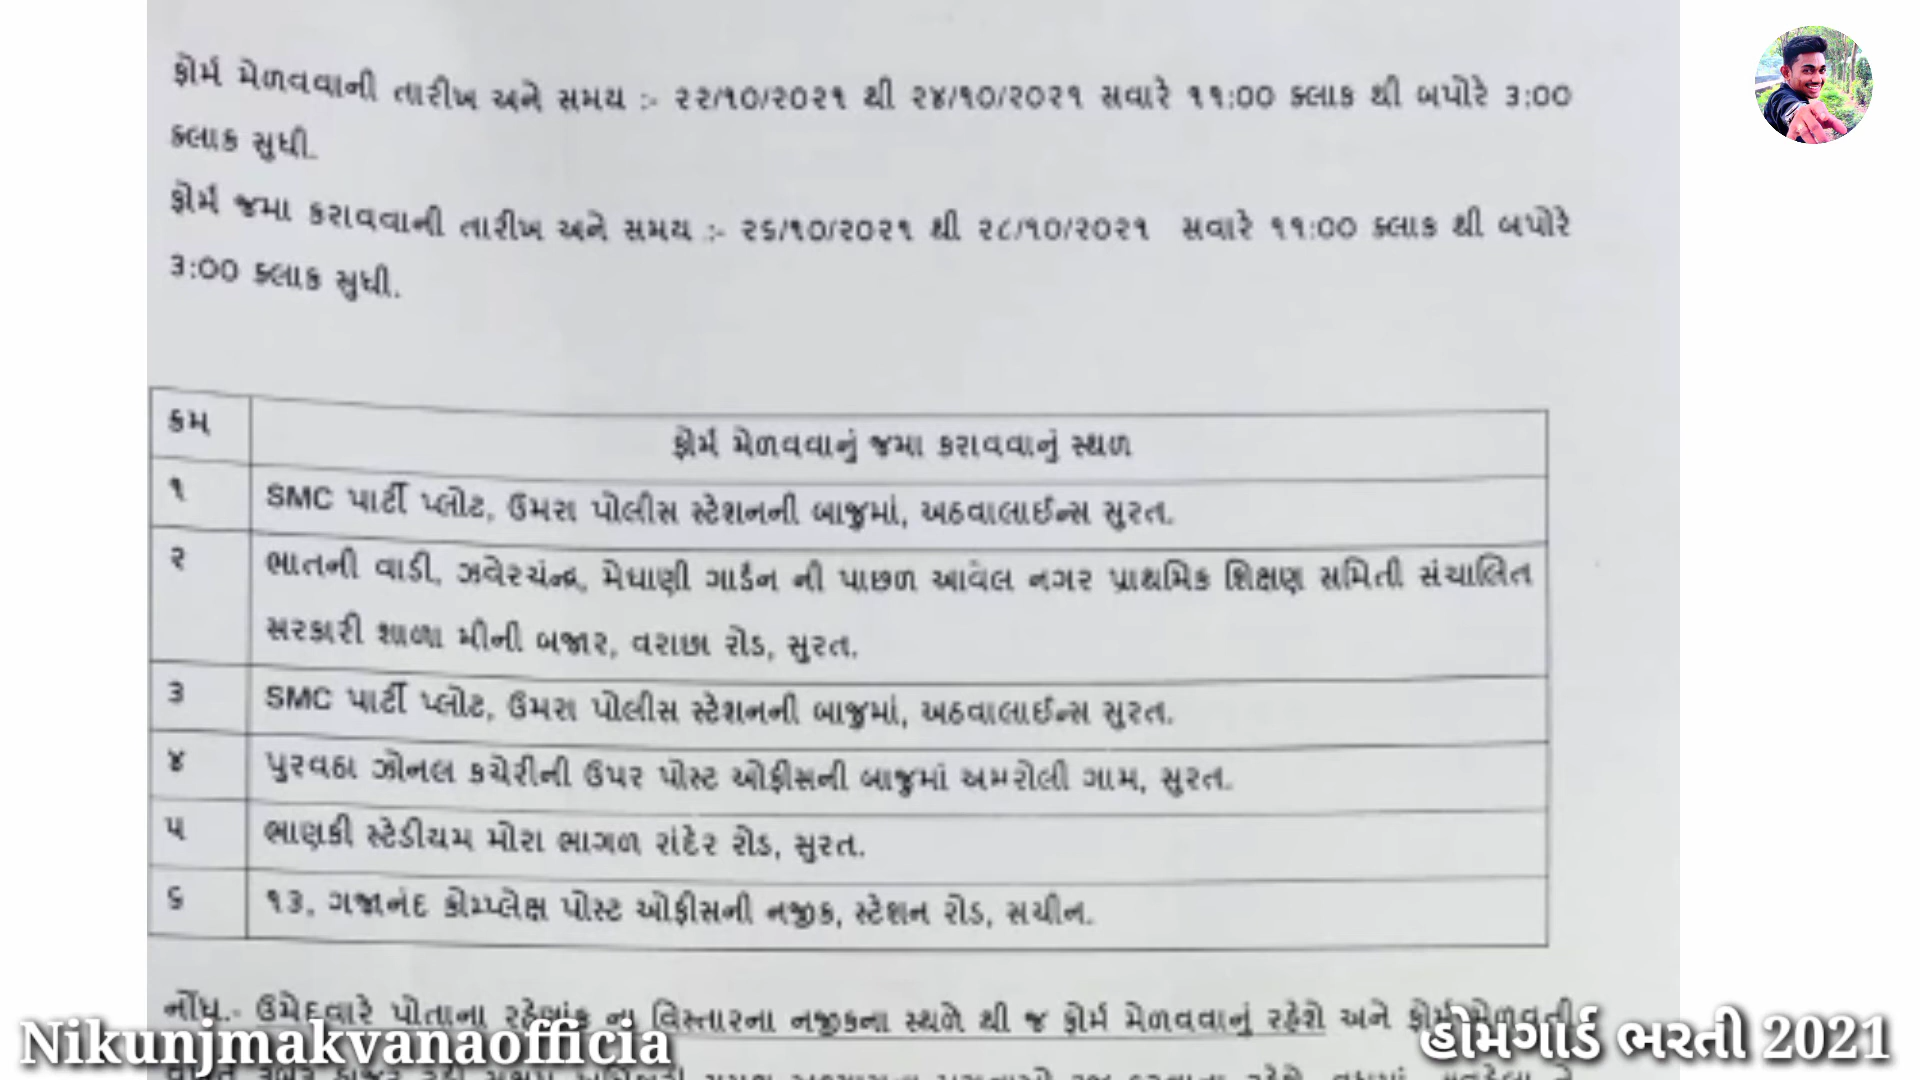 ફોર્મ મેળવવાની તારીખ અને સમય :- ૨૨/૧૦/૨૦૨૧ થી ૨૪/૧૦/૨૦૨૧ સવારે ૧૧:૦૦ ક્લાક થી બપોરે ૩:૦૦
ક્લાક સુધી.
ફોર્મ જમા કરાવવાની તારીખ અને સમય :- ૨૬/૧૦/૨૦૨૧ થી ૨૮/૧૦/૨૦૨૧ સવારે ૧૧:૦૦ ક્લાક થી બપોરે
૩:૦૦ ક્લાક સુધી.
ક્રમ ફોર્મ મેળવવાનું જમા કરાવવાનું સ્થળ
૧ SMC પાર્ટી પ્લોટ, ઉમરા પોલીસ સ્ટેશનની બાજુમાં, અઠવાલાઈન્સ સુરત.
૨ ભાતની વાડી, ઝવેરચંન્દ્ર, મેઘાણી ગાર્ડન ની પાછળ આવેલ નગર પ્રાથમિક શિક્ષણ સમિતી સંચાલિત
સરકારી શાળા મીની બજાર, વરાછા રોડ, સુરત.
૩ SMC પાર્ટી પ્લોટ, ઉમરા પોલીસ સ્ટેશનની બાજુમાં, અઠવાલાઈન્સ સુરત.
૪ પુરવઠા ઝોનલ કચેરીની ઉપર પોસ્ટ ઓફીસની બાજુમાં અમરોલી ગામ, સુરત.
૫ ભાણકી સ્ટેડીયમ મોરા ભાગળ રાંદેર રોડ, સુરત.
૬ ૧૩, ગજાનંદ કોમ્પ્લેક્ષ પોસ્ટ ઓફીસની નજીક, સ્ટેશન રોડ, સચીન.
નોંધ.- ઉમેદવારે પોતાના રહેણાંક ના વિસ્તારના નજીકના સ્થળે થી જ ફોર્મ મેળવવાનું રહેશે અને ફોર્મ મેળવતી
Nikunjmakvanaofficia
હોમગાર્ડ ભરતી 2021